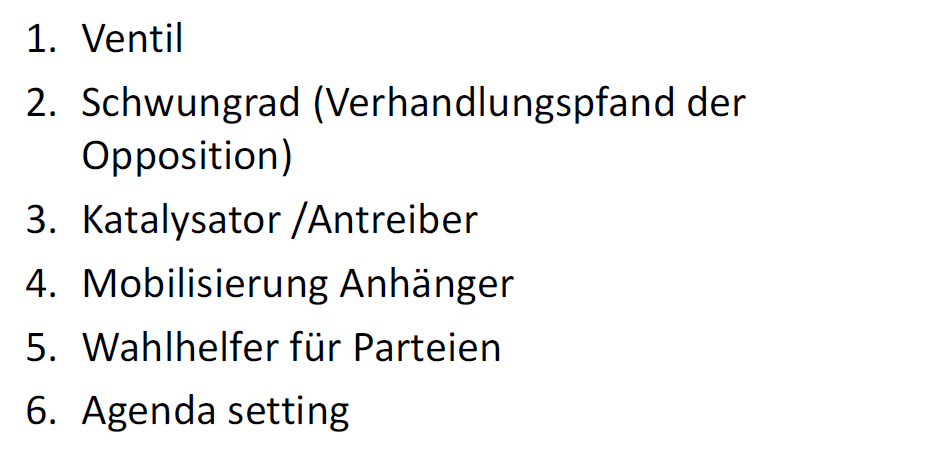 1. Ventil
2. Schwungrad (Verhandlungspfand der
Opposition)
3. Katalysator /Antreiber
4. Mobilisierung Anhänger
5. Wahlhelfer für Parteien
6. Agenda setting